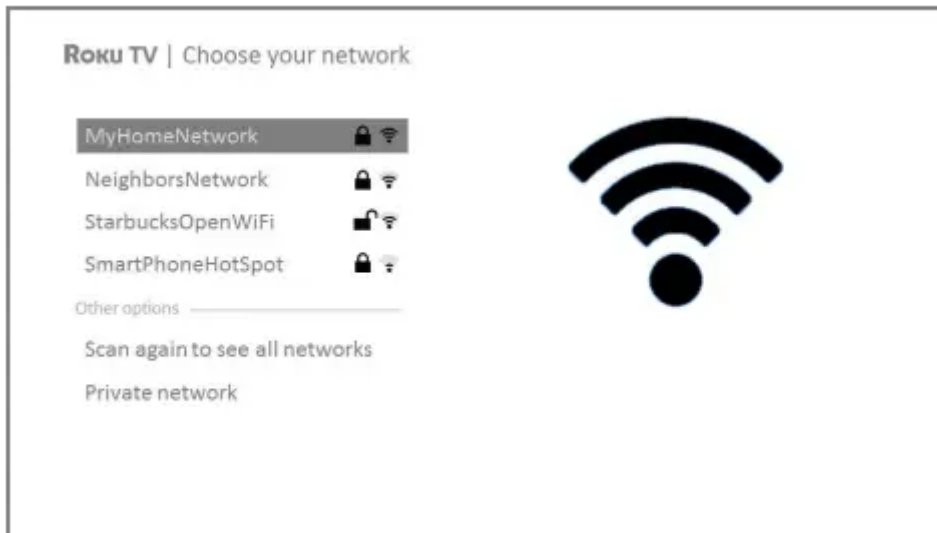 Roku TV | Choose your network
MyHomeNetwork
NeighborsNetwork
StarbucksOpenWiFi
SmartPhoneHotSpot
Other options
Scan again to see all networks
Private network